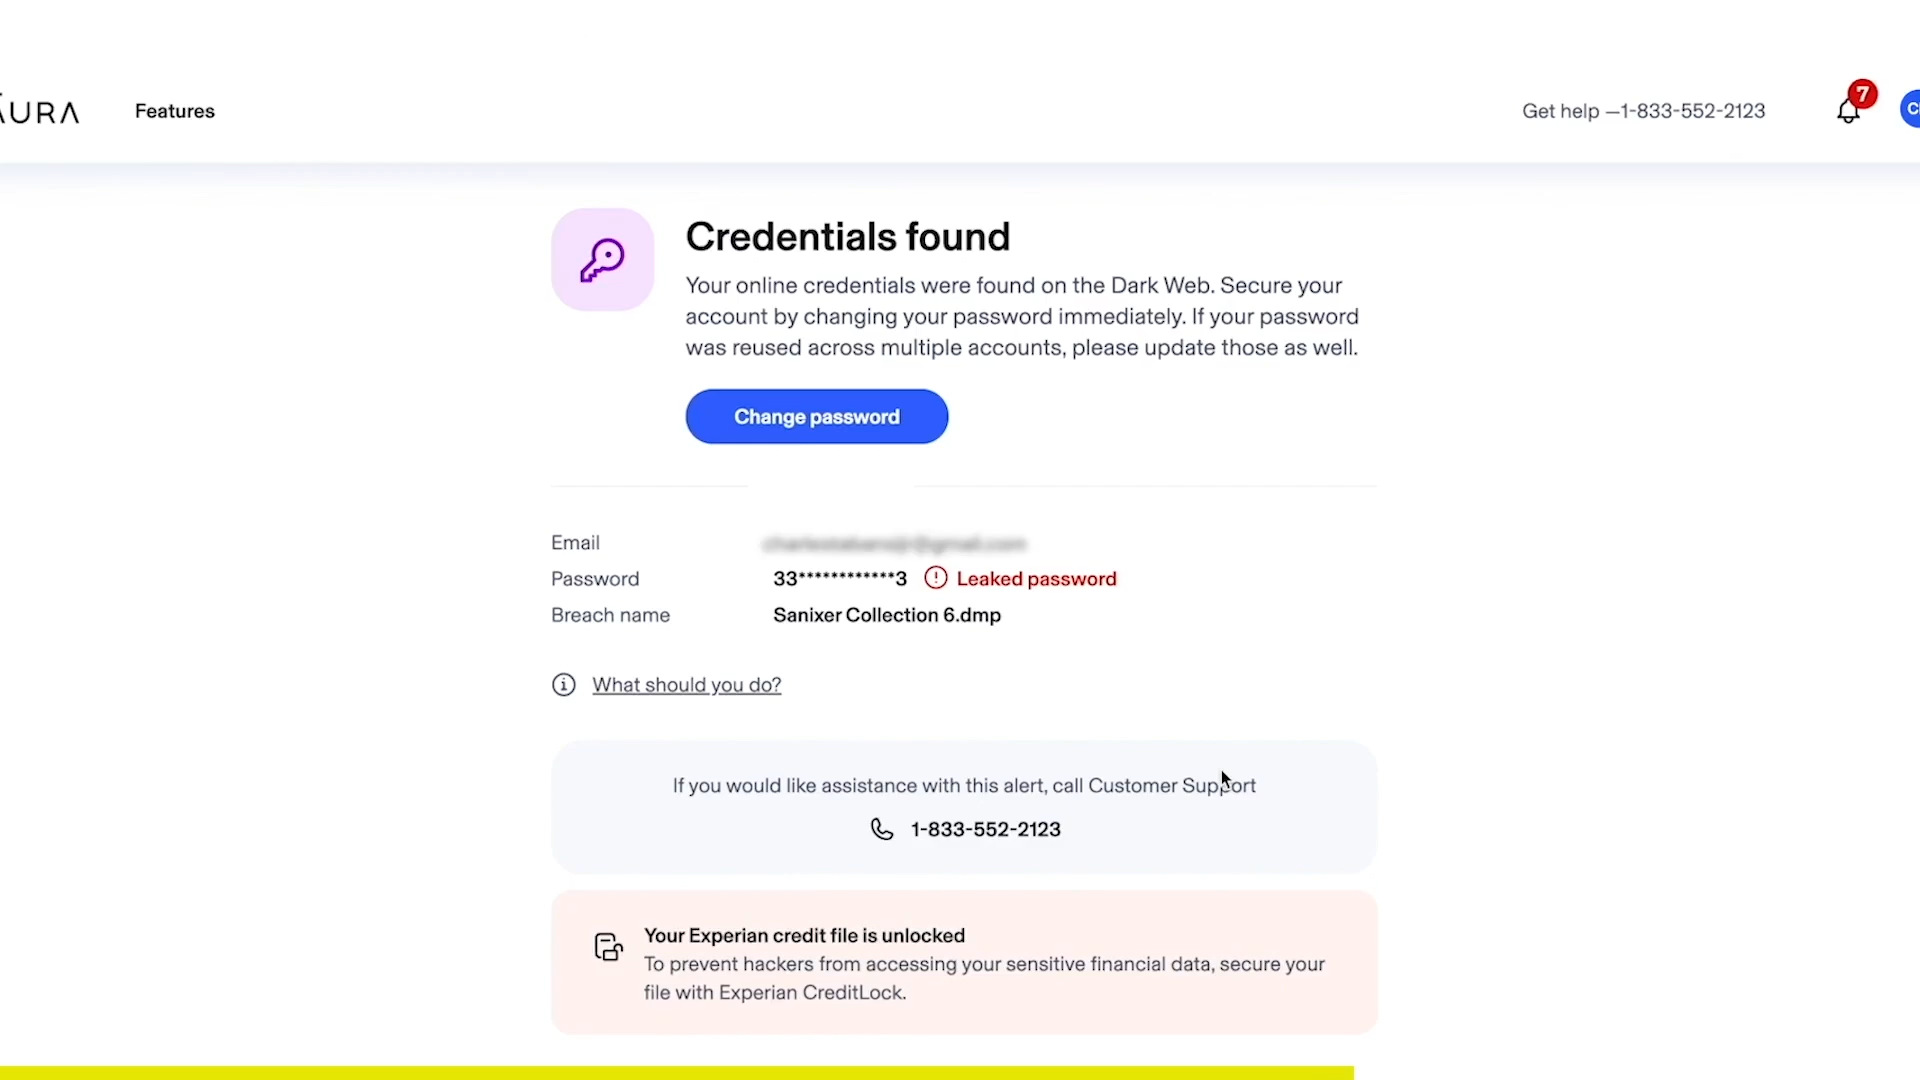 AURA
Features
Get help —1-833-552-2123
7
Credentials found
Your online credentials were found on the Dark Web. Secure your
account by changing your password immediately. If your password
was reused across multiple accounts, please update those as well.
Change password
Email
Password 33************3 Leaked password
Breach name Sanixer Collection 6.dmp
What should you do?
If you would like assistance with this alert, call Customer Support
1-833-552-2123
Your Experian credit file is unlocked
To prevent hackers from accessing your sensitive financial data, secure your
file with Experian CreditLock.